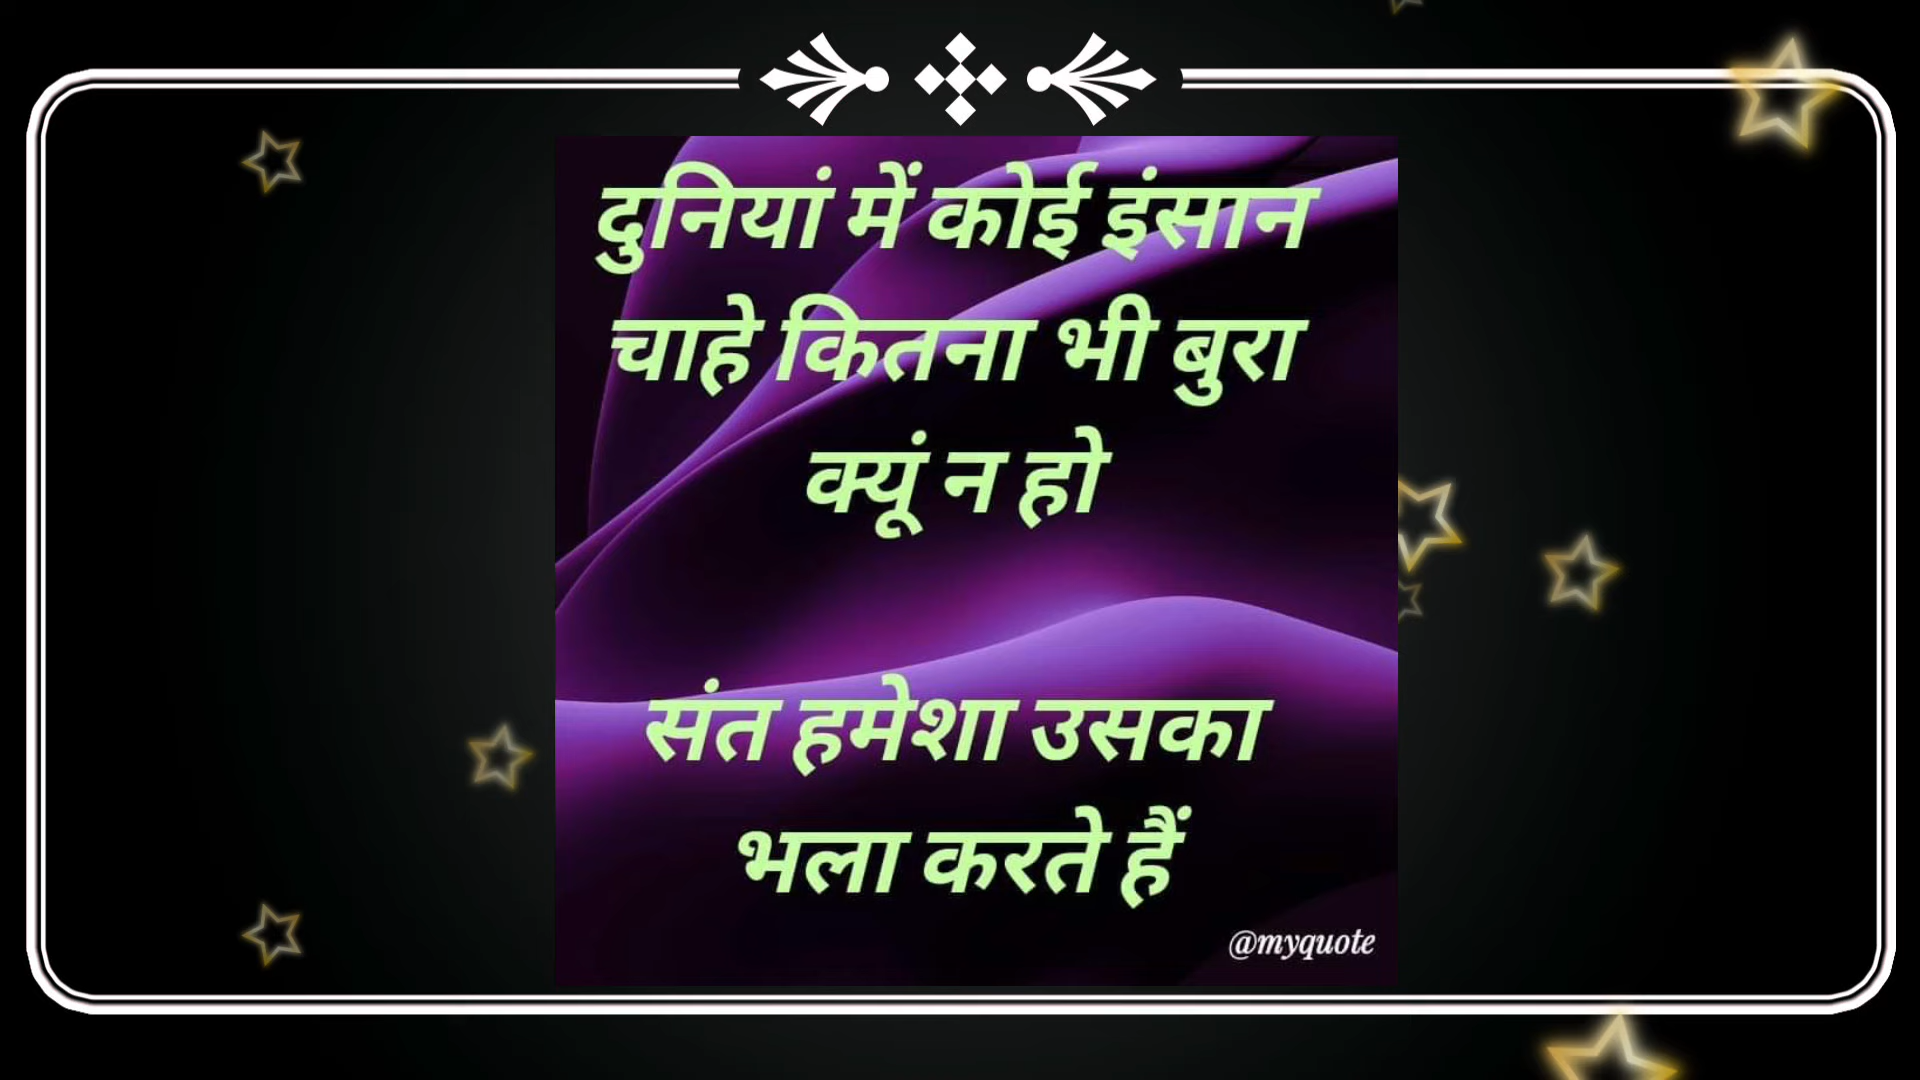 दुनियां में कोई इंसान
चाहे कितना भी बुरा
क्यूं न हो
संत हमेशा उसका
भला करते हैं
@myquote